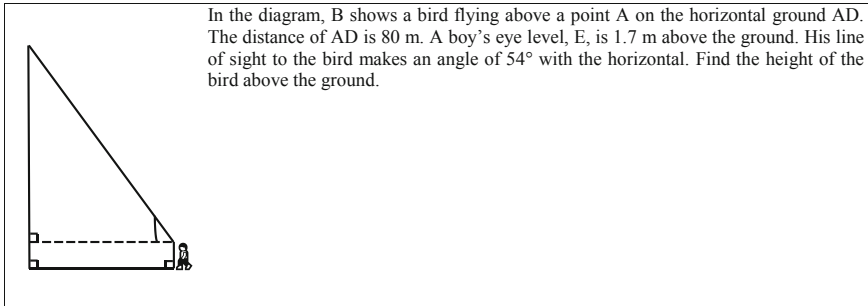 In the diagram, B shows a bird flying above a point A on the horizontal ground AD.
The distance of AD is 80 m. A boy’s eye level, E, is 1.7 m above the ground. His line
of sight to the bird makes an angle of 54° with the horizontal. Find the height of the
bird above the ground.